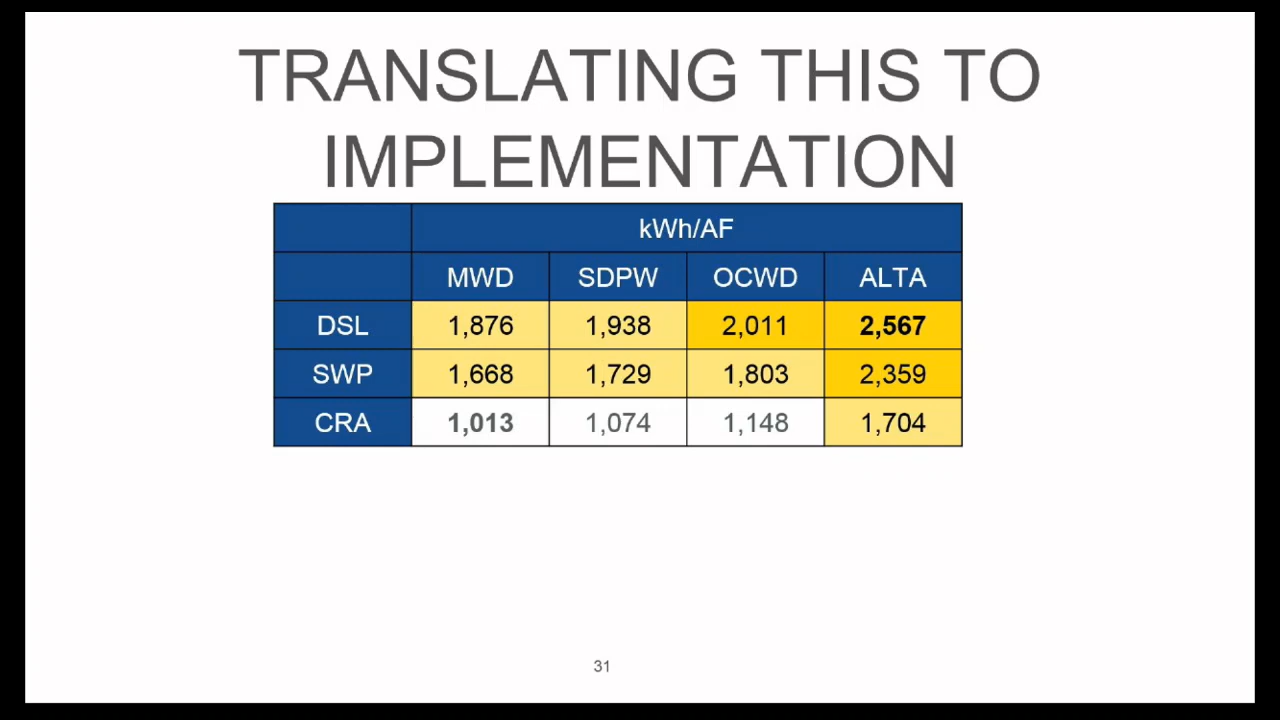 TRANSLATING THIS TO
IMPLEMENTATION
kWh/AF
MWD SDPW OCWD ALTA
DSL 1,876 1,938 2,011 2,567
SWP 1,668 1,729 1,803 2,359
CRA 1,013 1,074 1,148 1,704
31